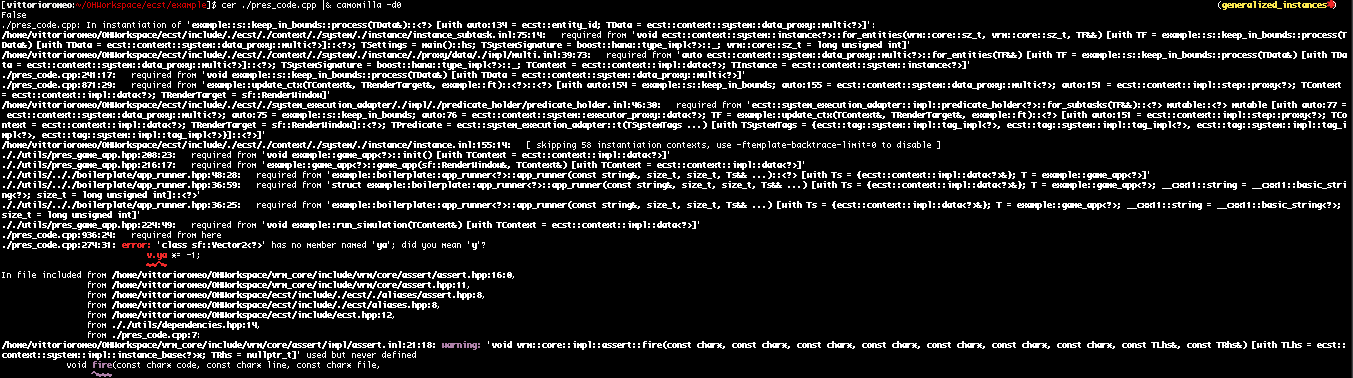 [vittorioromeo:~/OHWorkspace/ecst/example]$ cer ./pres_code.cpp |& camomilla -d0 (generalized_instances
False
./pres_code.cpp: In instantiation of 'example::s::keep_in_bounds::process(TData&)::<?> [with auto:134 = ecst::entity_id; TData = ecst::context::system::data_proxy::multi<?>]':
/home/vittorioromeo/OHWorkspace/ecst/include/./ecst/./context/./system/./instance/instance_subtask.inl:75:14:   required from 'void ecst::context::system::instance<?>::for_entities(vrm::core::sz_t, vrm::core::sz_t, TF&&) [with TF = example::s::keep_in_bounds::process(T
Data&) [with TData = ecst::context::system::data_proxy::multi<?>]::<?>; TSettings = main()::hs; TSystemSignature = boost::hana::type_impl<?>::_; vrm::core::sz_t = long unsigned int]'
/home/vittorioromeo/OHWorkspace/ecst/include/./ecst/./context/./system/./instance/./proxy/data/./impl/multi.inl:39:73:   required from 'auto ecst::context::system::data_proxy::multi<?>::for_entities(TF&&) [with TF = example::s::keep_in_bounds::process(TData&) [with TDa
ta = ecst::context::system::data_proxy::multi<?>]::<?>; TSystemSignature = boost::hana::type_impl<?>::_; TContext = ecst::context::impl::data<?>; TInstance = ecst::context::system::instance<?>]'
./pres_code.cpp:241:17:   required from 'void example::s::keep_in_bounds::process(TData&) [with TData = ecst::context::system::data_proxy::multi<?>]'
./pres_code.cpp:871:29:   required from 'example::update_ctx(TContext&, TRenderTarget&, example::ft)::<?>::<?> [with auto:154 = example::s::keep_in_bounds; auto:155 = ecst::context::system::data_proxy::multi<?>; auto:151 = ecst::context::impl::step::proxy<?>; TContext
= ecst::context::impl::data<?>; TRenderTarget = sf::RenderWindow]'
/home/vittorioromeo/OHWorkspace/ecst/include/./ecst/./context/./system_execution_adapter/./impl/./predicate_holder/predicate_holder.inl:46:30:   required from 'ecst::system_execution_adapter::impl::predicate_holder<?>::for_subtasks(TF&&)::<?> mutable::<?> mutable [with auto:77 =
ecst::context::system::data_proxy::multi<?>; auto:75 = example::s::keep_in_bounds; auto:76 = ecst::context::system::executor_proxy::data<?>; TF = example::update_ctx(TContext&, TRenderTarget&, example::ft)::<?> [with auto:151 = ecst::context::impl::step::proxy<?>; TCo
ntext = ecst::context::impl::data<?>; TRenderTarget = sf::RenderWindow]::<?>; TPredicate = ecst::system_execution_adapter::t(TSystemTags ...) [with TSystemTags = {ecst::tag::system::impl::tag_impl<?>, ecst::tag::system::impl::tag_impl<?>, ecst::tag::system::impl::tag_i
mpl<?>, ecst::tag::system::impl::tag_impl<?>}]::<?>]'
/home/vittorioromeo/OHWorkspace/ecst/include/./ecst/./context/./system/./instance/instance.inl:155:14:   [ skipping 58 instantiation contexts, use -ftemplate-backtrace-limit=0 to disable ]
././utils/pres_game_app.hpp:208:23:   required from 'void example::game_app<?>::init() [with TContext = ecst::context::impl::data<?>]'
././utils/pres_game_app.hpp:216:17:   required from 'example::game_app<?>::game_app(sf::RenderWindow&, TContext&) [with TContext = ecst::context::impl::data<?>]'
././utils/./../boilerplate/app_runner.hpp:48:28:   required from 'example::boilerplate::app_runner<?>::app_runner(const string&, size_t, size_t, Ts&& ...)::<?> [with Ts = {ecst::context::impl::data<?>&}; T = example::game_app<?>]'
././utils/./../boilerplate/app_runner.hpp:36:59:   required from 'struct example::boilerplate::app_runner<?>::app_runner(const string&, size_t, size_t, Ts&& ...) [with Ts = {ecst::context::impl::data<?>&}; T = example::game_app<?>; __cxx11::string = __cxx11::basic_stri
ng<?>; size_t = long unsigned int]::<?>'
././utils/./../boilerplate/app_runner.hpp:36:25:   required from 'example::boilerplate::app_runner<?>::app_runner(const string&, size_t, size_t, Ts&& ...) [with Ts = {ecst::context::impl::data<?>&}; T = example::game_app<?>; __cxx11::string = __cxx11::basic_string<?>;
size_t = long unsigned int]'
././utils/pres_game_app.hpp:224:49:   required from 'void example::run_simulation(TContext&) [with TContext = ecst::context::impl::data<?>]'
./pres_code.cpp:936:24:   required from here
./pres_code.cpp:274:31: error: 'class sf::Vector2<?>' has no member named 'ya'; did you mean 'y'?
v.ya *= -1;
In file included from /home/vittorioromeo/OHWorkspace/vrm_core/include/vrm/core/assert/assert.hpp:16:0,
from /home/vittorioromeo/OHWorkspace/vrm_core/include/vrm/core/assert.hpp:11,
from /home/vittorioromeo/OHWorkspace/ecst/include/./ecst/./aliases/assert.hpp:8,
from /home/vittorioromeo/OHWorkspace/ecst/include/./ecst/aliases.hpp:8,
from /home/vittorioromeo/OHWorkspace/ecst/include/ecst.hpp:12,
from ././utils/dependencies.hpp:14,
from ./pres_code.cpp:7:
/home/vittorioromeo/OHWorkspace/vrm_core/include/vrm/core/assert/impl/assert.inl:21:18: warning: 'void vrm::core::impl::assert::fire(const char*, const char*, const char*, const char*, const char*, const char*, const char*, const TLhs&, const TRhs&) [with TLhs = ecst::
context::system::impl::instance_base<?>*; TRhs = nullptr_t]' used but never defined
void fire(const char* code, const char* line, const char* file,